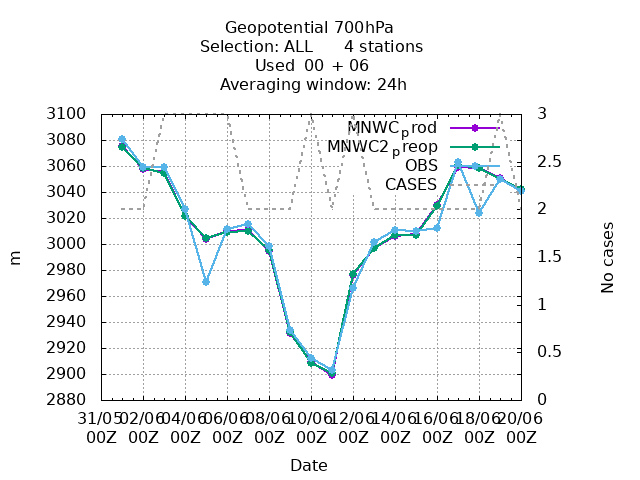 Geopotential 700hPa
Selection: ALL 4 stations
Used 00 + 06
Averaging window: 24h
MNWC_prod
MNWC2_preop
OBS
CASES
3100
3080
3060
3040
3020
3000
2980
2960
2940
2920
2900
2880
3
2.5
2
1.5
1
0.5
0
m
No cases
31/05 02/06 04/06 06/06 08/06 10/06 12/06 14/06 16/06 18/06 20/06
00Z 00Z 00Z 00Z 00Z 00Z 00Z 00Z 00Z 00Z 00Z
Date